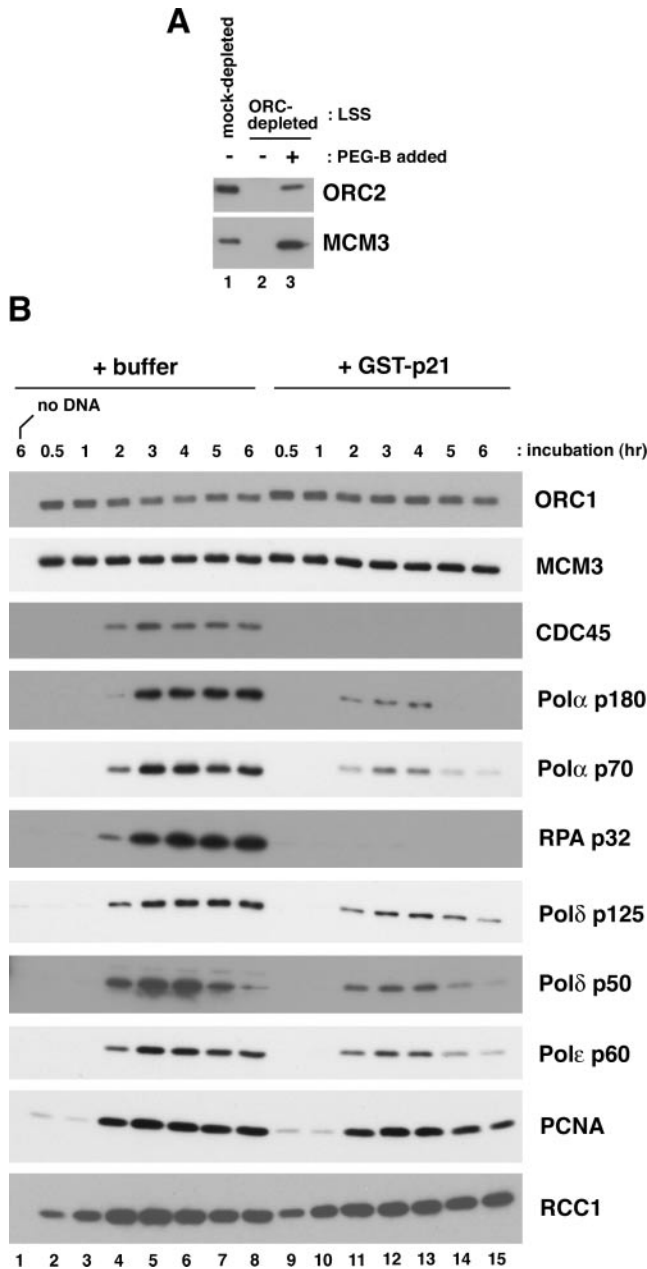 A
mock-depleted
ORC-
depleted
: LSS
- - + : PEG-B added
ORC2
MCM3
1 2 3
B
+ buffer + GST-p21
no DNA
6 0.5 1 2 3 4 5 6 0.5 1 2 3 4 5 6 : incubation (hr)
ORC1
MCM3
CDC45
Polα p180
Polα p70
RPA p32
Polδ p125
Polδ p50
Polε p60
PCNA
RCC1
1 2 3 4 5 6 7 8 9 10 11 12 13 14 15